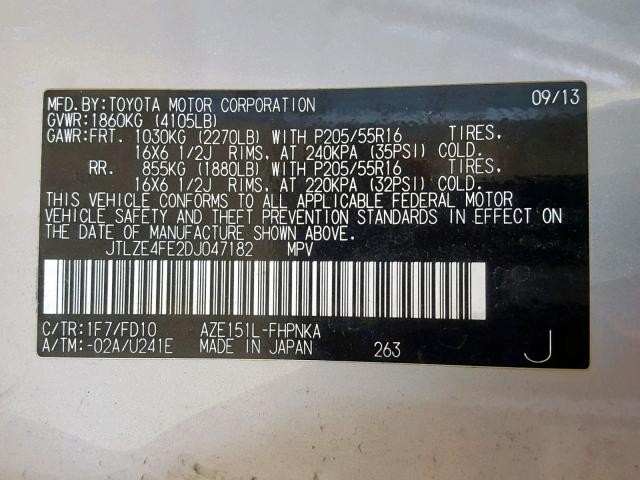 MFD.BY:TOYOTA MOTOR CORPORATION 09/13
GVWR:1860KG (4105LB)
GAWR:FRT. 1030KG (2270LB) WITH P205/55R16 TIRES,
16X6 1/2J RIMS, AT 240KPA (35PSI) COLD.
RR. 855KG (1880LB) WITH P205/55R16 TIRES,
16X6 1/2J RIMS, AT 220KPA (32PSI) COLD.
THIS VEHICLE CONFORMS TO ALL APPLICABLE FEDERAL MOTOR
VEHICLE SAFETY AND THEFT PREVENTION STANDARDS IN EFFECT ON
THE DATE OF MANUFACTURE SHOWN ABOVE.
JTLZE4FE2DJ047182 MPV
C/TR:1F7/FD10 AZE151L-FHPNKA
A/TM:-02A/U241E MADE IN JAPAN 263 J